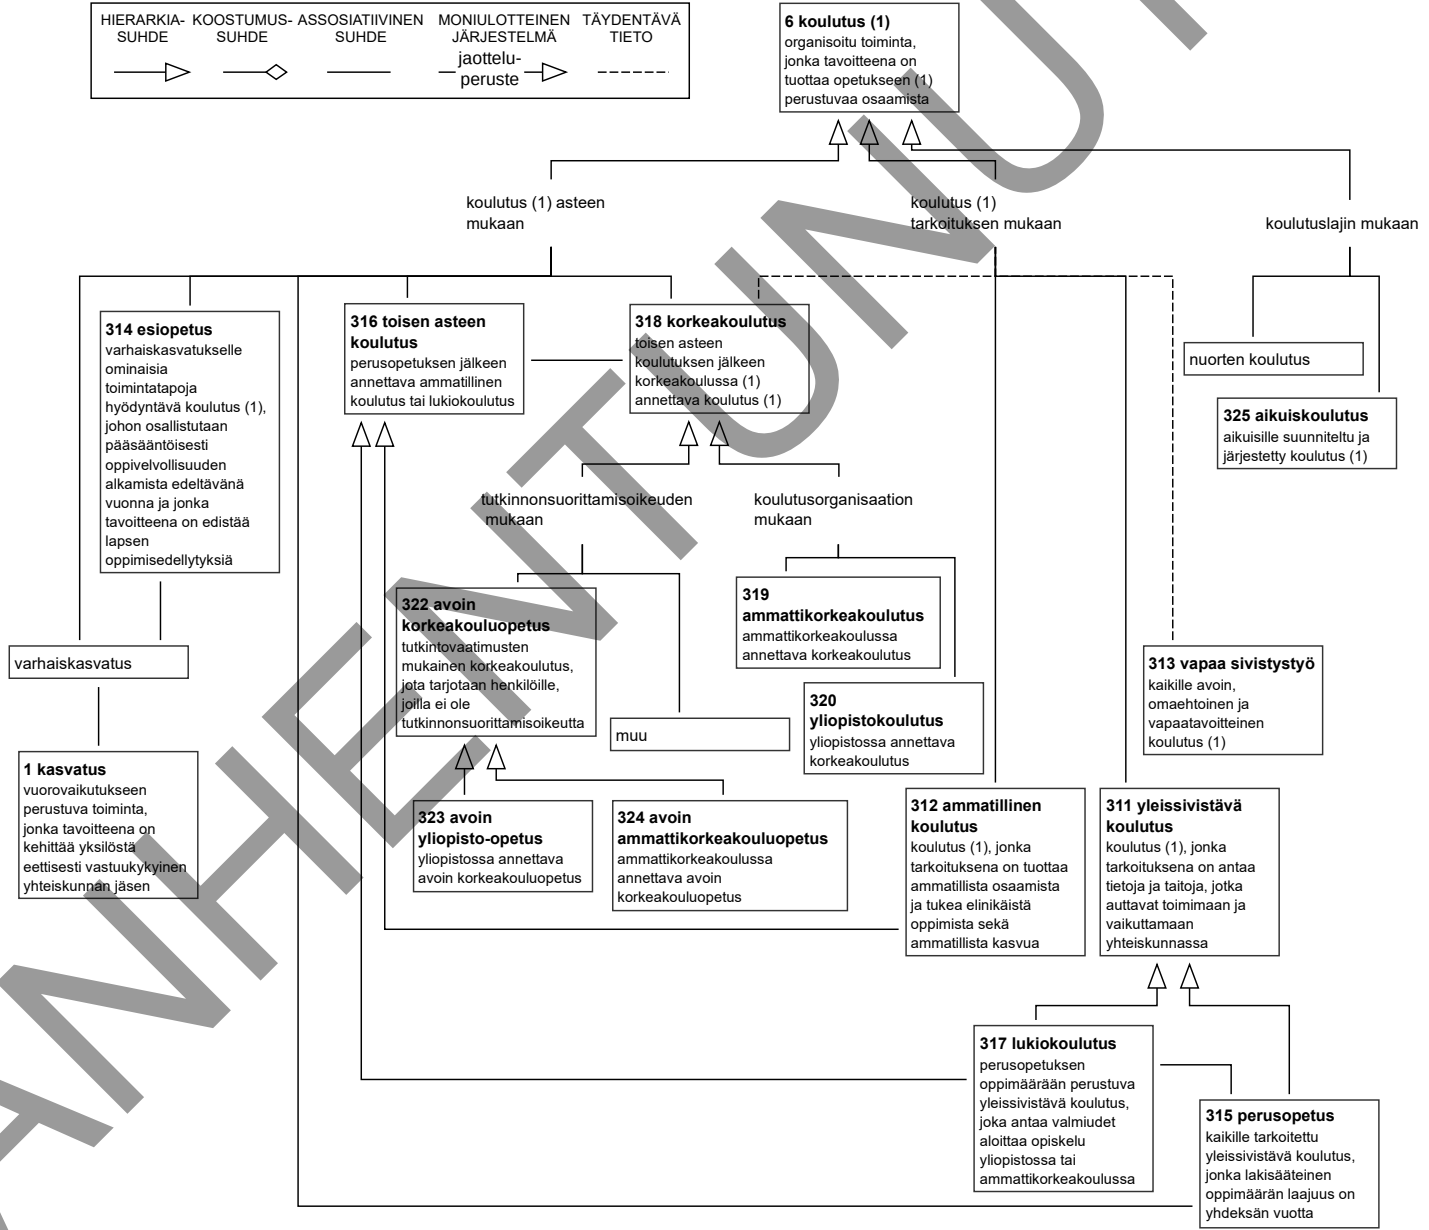 HIERARKIA-
SUHDE
KOOSTUMUS-
SUHDE
ASSOSIATIIVINEN
SUHDE
MONIULOTTEINEN
JÄRJESTELMÄ
jaottelu-
peruste
TÄYDENTÄVÄ
TIETO
6 koulutus (1)
organisoitu toiminta,
jonka tavoitteena on
tuottaa opetukseen (1)
perustuvaa osaamista
koulutus (1) asteen
mukaan
koulutus (1)
tarkoituksen mukaan
koulutuslajin mukaan
314 esiopetus
varhaiskasvatukselle
ominaisia
toimintatapoja
hyödyntävä koulutus (1),
johon osallistutaan
pääsääntöisesti
oppivelvollisuuden
alkamista edeltävänä
vuonna ja jonka
tavoitteena on edistää
lapsen
oppimisedellytyksiä
316 toisen asteen
koulutus
perusopetuksen jälkeen
annettava ammatillinen
koulutus tai lukiokoulutus
318 korkeakoulutus
toisen asteen
koulutuksen jälkeen
korkeakoulussa (1)
annettava koulutus (1)
nuorten koulutus
325 aikuiskoulutus
aikuisille suunniteltu ja
järjestetty koulutus (1)
tutkinnonsuorittamisoikeuden
mukaan
koulutusorganisaation
mukaan
322 avoin
korkeakouluopetus
tutkintovaatimusten
mukainen korkeakoulutus,
jota tarjotaan henkilöille,
joilla ei ole
tutkinnonsuorittamisoikeutta
muu
319
ammattikorkeakoulutus
ammattikorkeakoulussa
annettava korkeakoulutus
320
yliopistokoulutus
yliopistossa annettava
korkeakoulutus
313 vapaa sivistystyö
kaikille avoin,
omaehtoinen ja
vapaatavoitteinen
koulutus (1)
varhaiskasvatus
1 kasvatus
vuorovaikutukseen
perustuva toiminta,
jonka tavoitteena on
kehittää yksilöstä
eettisesti vastuukykyinen
yhteiskunnan jäsen
323 avoin
yliopisto-opetus
yliopistossa annettava
avoin korkeakouluopetus
324 avoin
ammattikorkeakouluopetus
ammattikorkeakoulussa
annettava avoin
korkeakouluopetus
312 ammatillinen
koulutus
koulutus (1), jonka
tarkoituksena on tuottaa
ammatillista osaamista
ja tukea elinikäistä
oppimista sekä
ammatillista kasvua
311 yleissivistävä
koulutus
koulutus (1), jonka
tarkoituksena on antaa
tietoja ja taitoja, jotka
auttavat toimimaan ja
vaikuttamaan
yhteiskunnassa
317 lukiokoulutus
perusopetuksen
oppimäärään perustuva
yleissivistävä koulutus,
joka antaa valmiudet
aloittaa opiskelu
yliopistossa tai
ammattikorkeakoulussa
315 perusopetus
kaikille tarkoitettu
yleissivistävä koulutus,
jonka lakisääteinen
oppimäärän laajuus on
yhdeksän vuotta
ANHENTUNU